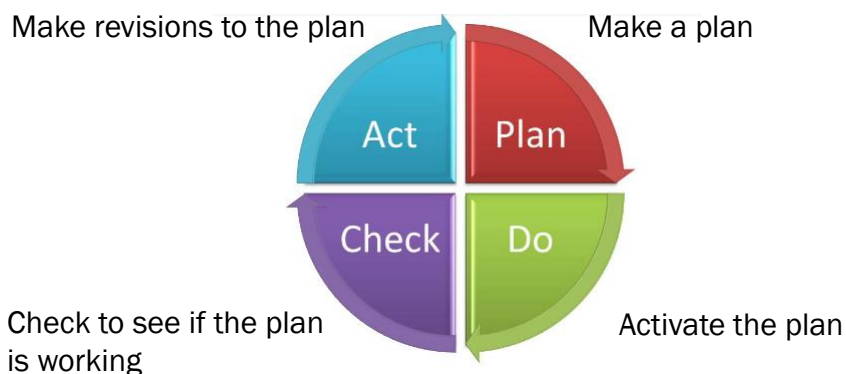 Make revisions to the plan
Make a plan
Act
Plan
Check
Do
Check to see if the plan
is working
Activate the plan